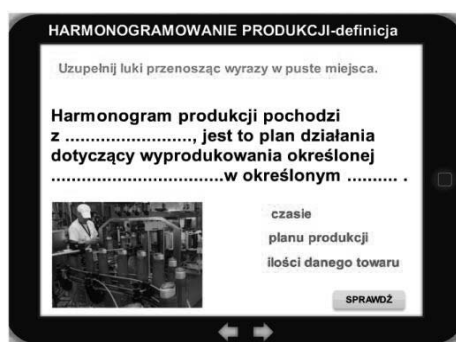 HARMONOGRAMOWANIE PRODUKCJI-definicja
Uzupełnij luki przenosząc wyrazy w puste miejsca.
Harmonogram produkcji pochodzi
z ........................, jest to plan działania
dotyczący wyprodukowania określonej
..................................w określonym .......... .
czasie
planu produkcji
ilości danego towaru
SPRAWDŹ